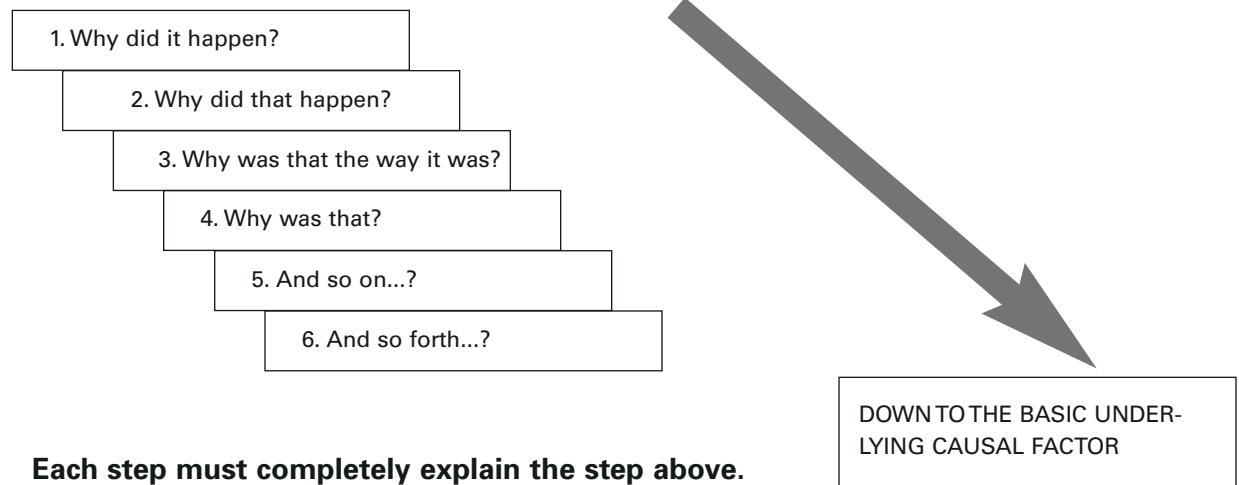 1. Why did it happen?
2. Why did that happen?
3. Why was that the way it was?
4. Why was that?
5. And so on...?
6. And so forth...?
DOWN TO THE BASIC UNDER-
LYING CAUSAL FACTOR
Each step must completely explain the step above.